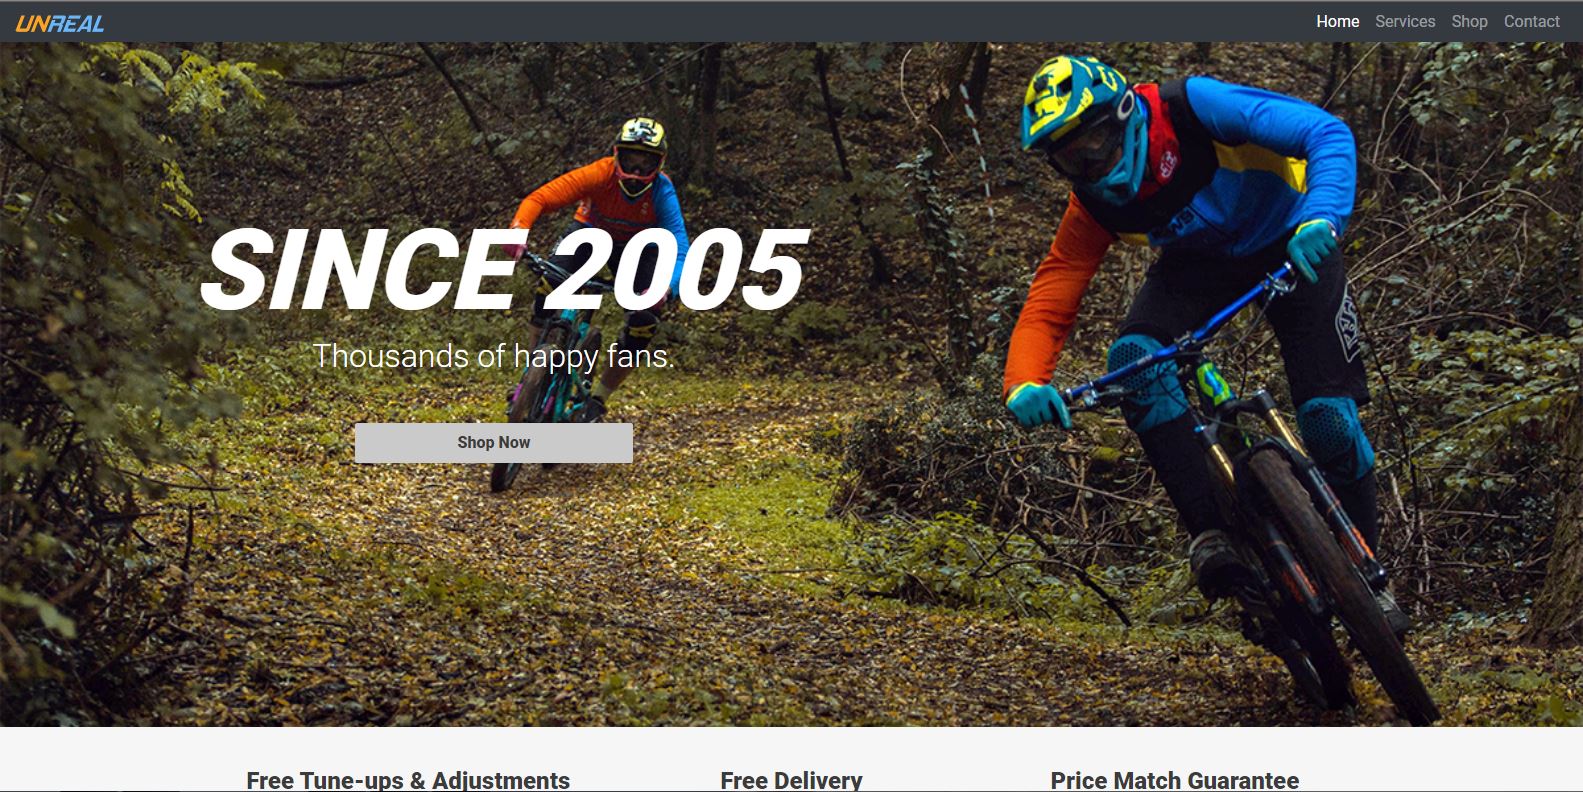 UNREAL
Home Services Shop Contact
SINCE 2005
Thousands of happy fans.
Shop Now
Free Tune-ups & Adjustments Free Delivery Price Match Guarantee